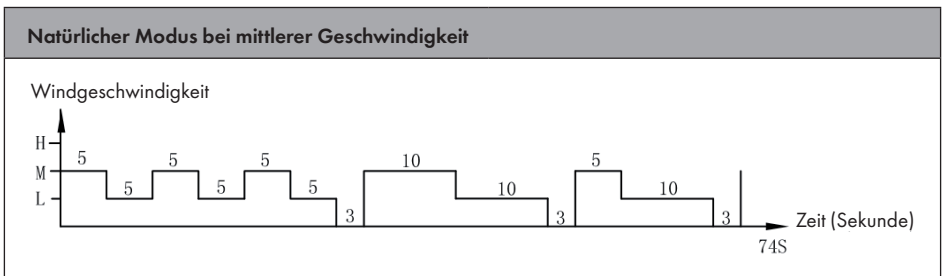 Natürlicher Modus bei mittlerer Geschwindigkeit
Windgeschwindigkeit
H
5 5 5 10 5
M
5 5 5 10 10
L
3 3 3
Zeit (Sekunde)
74S